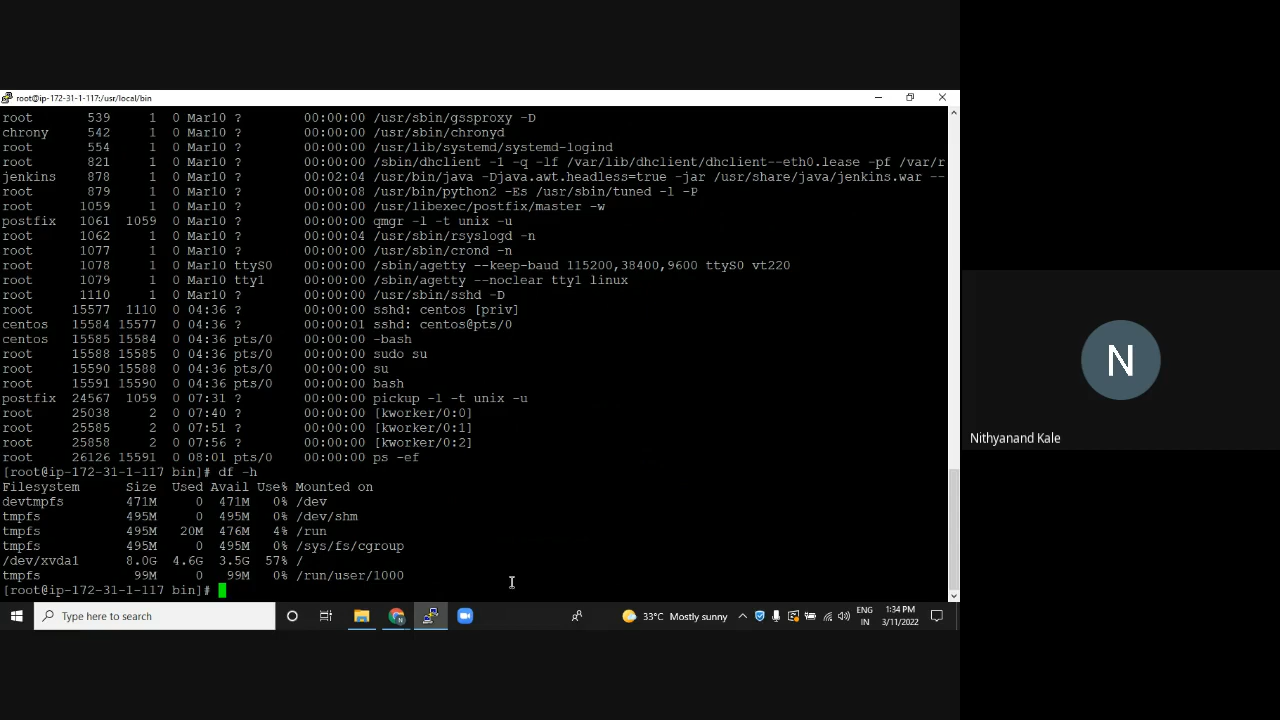 root@ip-172-31-1-117:/usr/local/bin
root 539 1 0 Mar10 ? 00:00:00 /usr/sbin/gssproxy -D
chrony 542 1 0 Mar10 ? 00:00:00 /usr/sbin/chronyd
root 554 1 0 Mar10 ? 00:00:00 /usr/lib/systemd/systemd-logind
root 821 1 0 Mar10 ? 00:00:00 /sbin/dhclient -1 -q -lf /var/lib/dhclient/dhclient--eth0.lease -pf /var/r
jenkins 878 1 0 Mar10 ? 00:02:04 /usr/bin/java -Djava.awt.headless=true -jar /usr/share/java/jenkins.war --
root 879 1 0 Mar10 ? 00:00:08 /usr/bin/python2 -Es /usr/sbin/tuned -l -P
root 1059 1 0 Mar10 ? 00:00:00 /usr/libexec/postfix/master -w
postfix 1061 1059 0 Mar10 ? 00:00:00 qmgr -l -t unix -u
root 1062 1 0 Mar10 ? 00:00:04 /usr/sbin/rsyslogd -n
root 1077 1 0 Mar10 ? 00:00:00 /usr/sbin/crond -n
root 1078 1 0 Mar10 ttyS0 00:00:00 /sbin/agetty --keep-baud 115200,38400,9600 ttyS0 vt220
root 1079 1 0 Mar10 tty1 00:00:00 /sbin/agetty --noclear tty1 linux
root 1110 1 0 Mar10 ? 00:00:00 /usr/sbin/sshd -D
root 15577 1110 0 04:36 ? 00:00:00 sshd: centos [priv]
centos 15584 15577 0 04:36 ? 00:00:01 sshd: centos@pts/0
centos 15585 15584 0 04:36 pts/0 00:00:00 -bash
root 15588 15585 0 04:36 pts/0 00:00:00 sudo su
root 15590 15588 0 04:36 pts/0 00:00:00 su
root 15591 15590 0 04:36 pts/0 00:00:00 bash
postfix 24567 1059 0 07:31 ? 00:00:00 pickup -l -t unix -u
root 25038 2 0 07:40 ? 00:00:00 [kworker/0:0]
root 25585 2 0 07:51 ? 00:00:00 [kworker/0:1]
root 25858 2 0 07:56 ? 00:00:00 [kworker/0:2]
root 26126 15591 0 08:01 pts/0 00:00:00 ps -ef
[root@ip-172-31-1-117 bin]# df -h
Filesystem Size Used Avail Use% Mounted on
devtmpfs 471M 0 471M 0% /dev
tmpfs 495M 0 495M 0% /dev/shm
tmpfs 495M 20M 476M 4% /run
tmpfs 495M 0 495M 0% /sys/fs/cgroup
/dev/xvda1 8.0G 4.6G 3.5G 57% /
tmpfs 99M 0 99M 0% /run/user/1000
[root@ip-172-31-1-117 bin]#
N
Nithyanand Kale
Type here to search
33°C Mostly sunny
ENG
IN
1:34 PM
3/11/2022